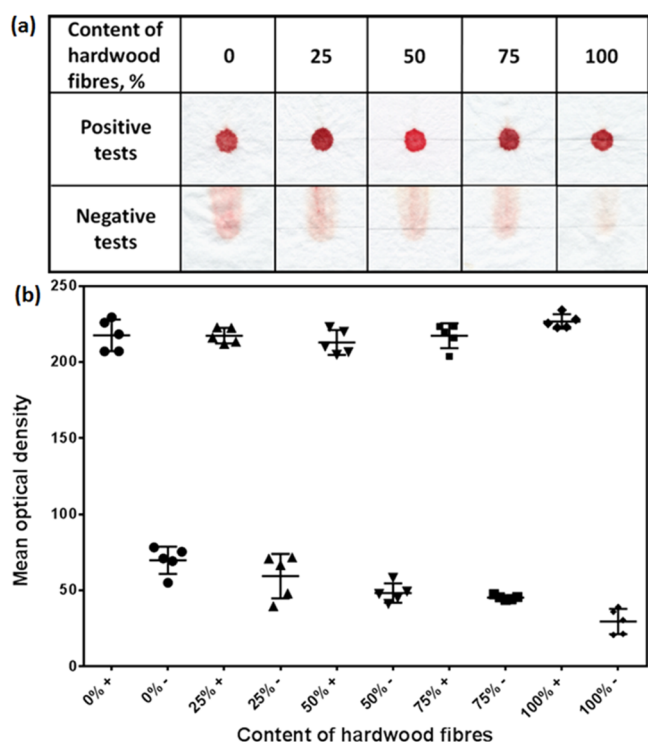 (a)
Content of
hardwood
fibres, %
0
25
50
75
100
Positive
tests
Negative
tests
(b)
250
200
150
100
50
0
Mean optical density
0% +
0% -
25% +
25% -
50% +
50% -
75% +
75% -
100% +
100% -
Content of hardwood fibres